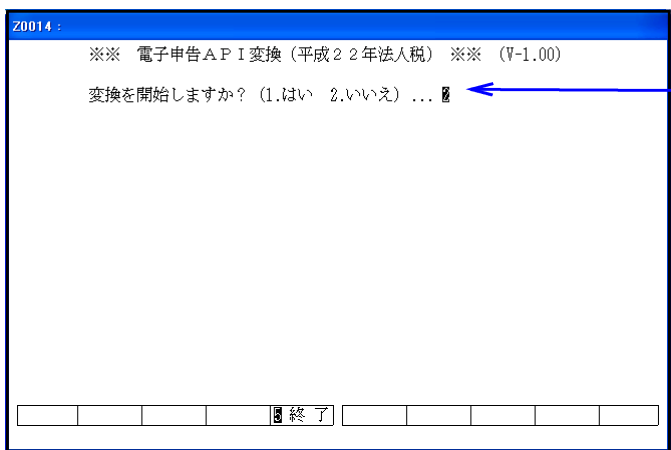 Z0014 :
※※ 電子申告API変換（平成22年法人税） ※※ (V-1.00)
変換を開始しますか？（1.はい 2.いいえ）... 2
5 終 了